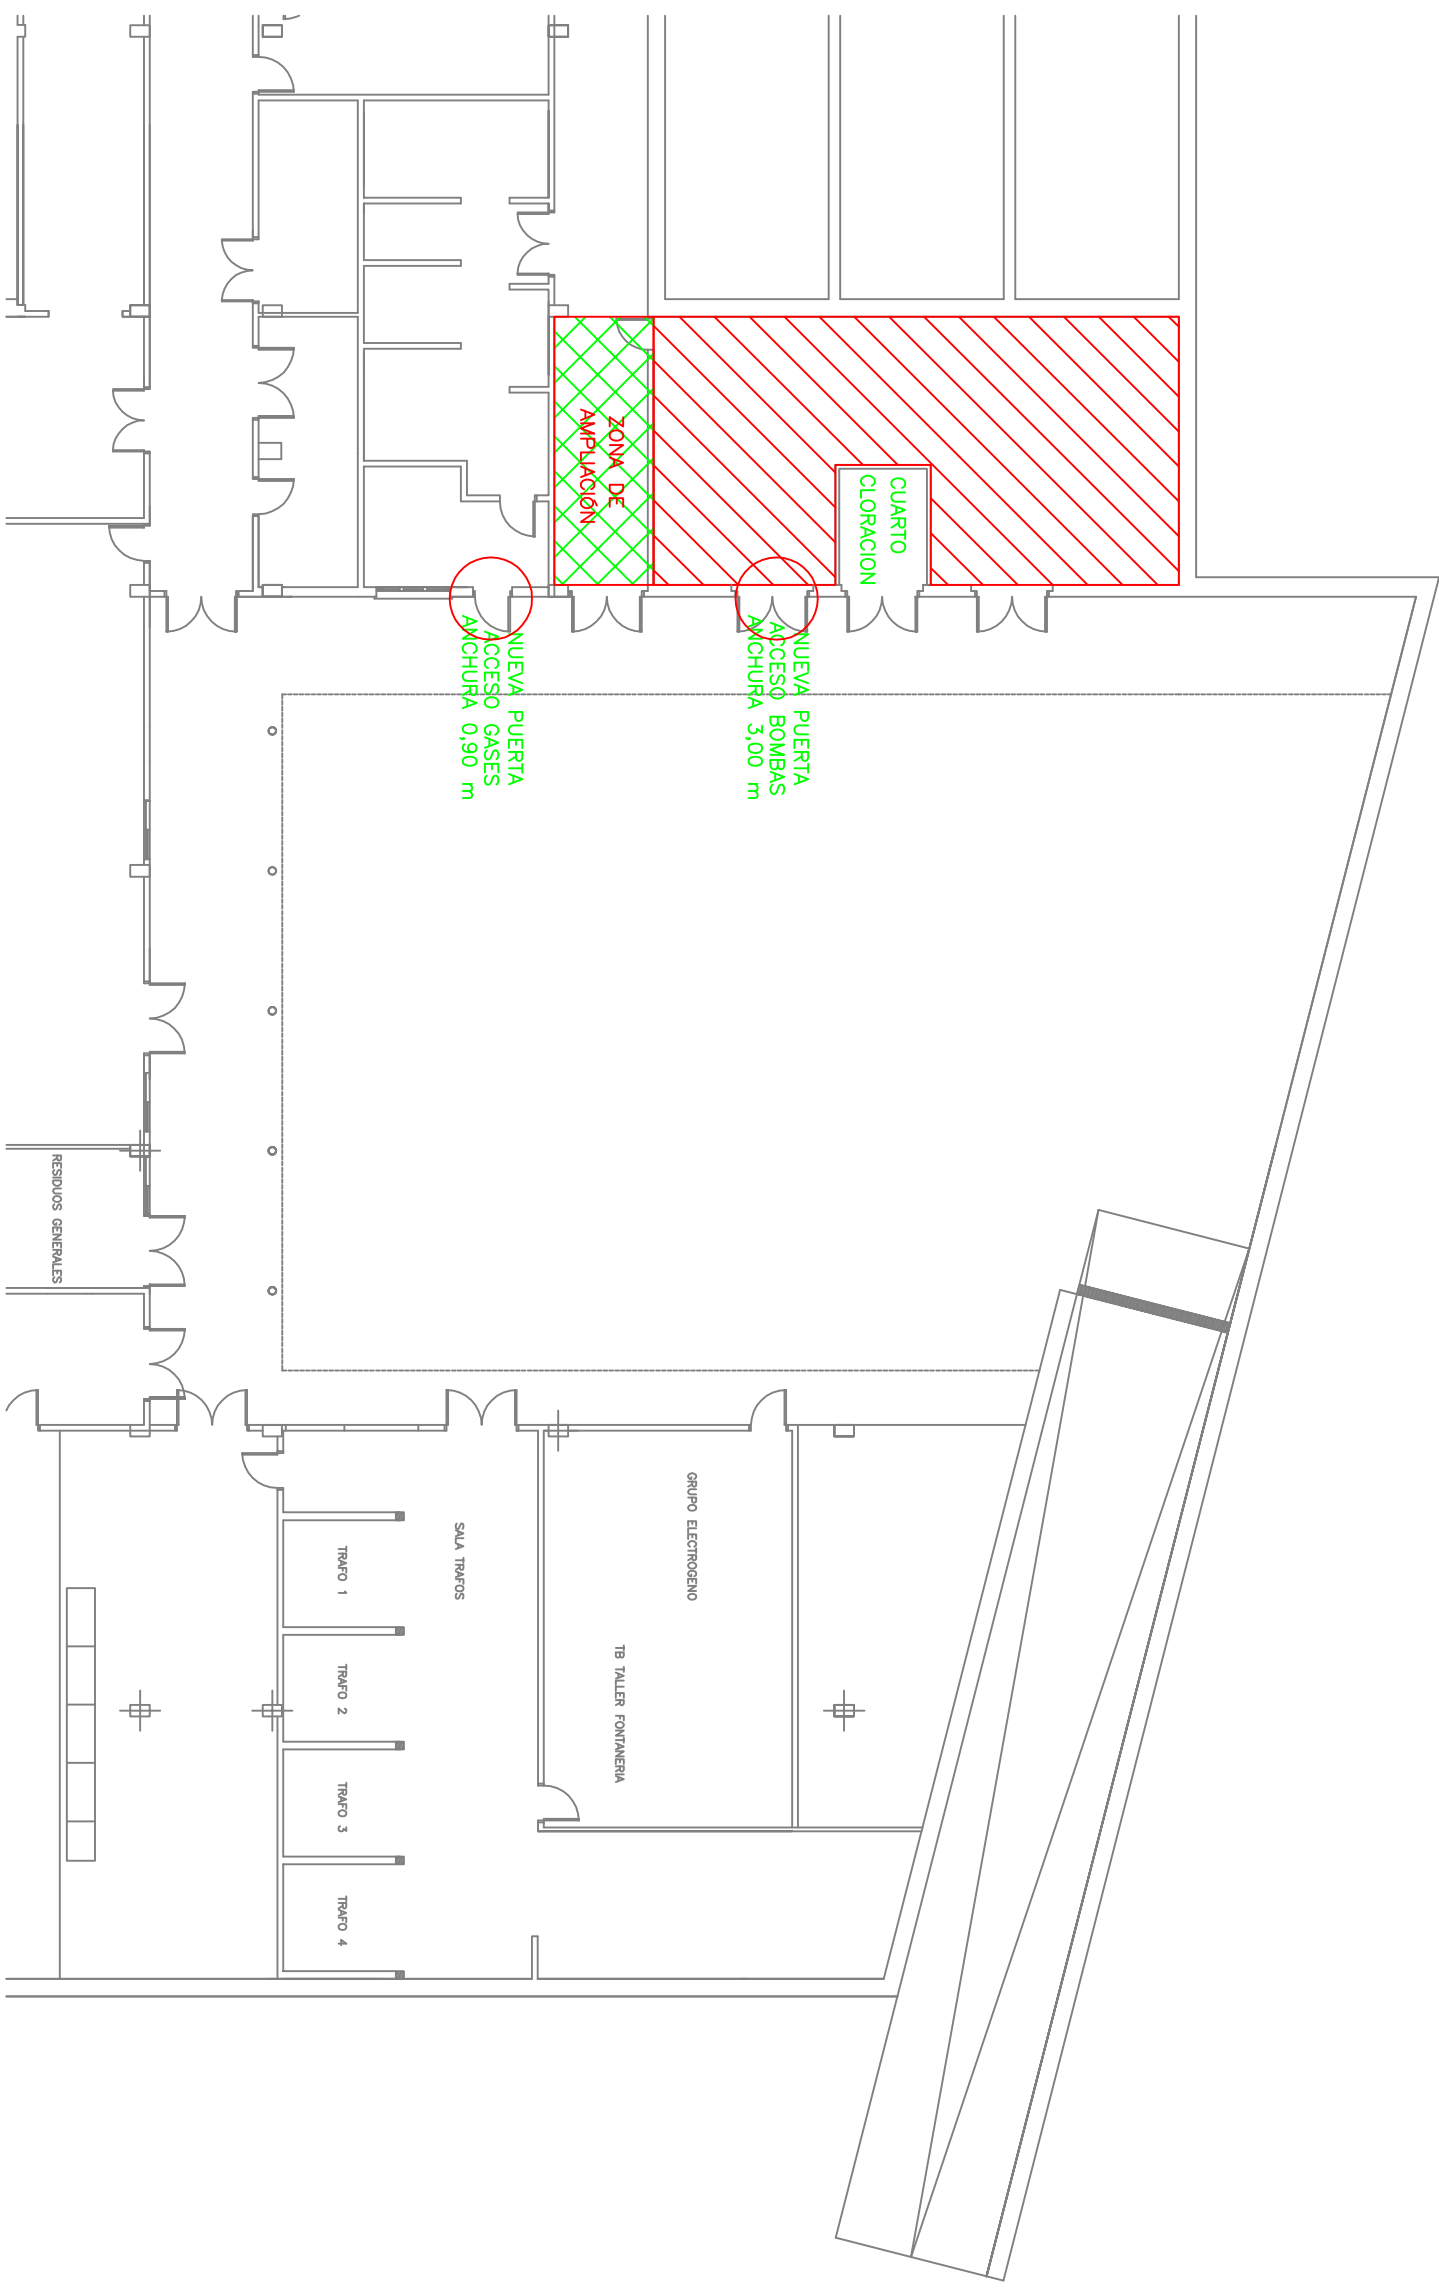 ZONA DE
AMPLIACIÓN
CUARTO
CLORACION
NUEVA PUERTA
ACCESO GASES
ANCHURA 0,90 m
NUEVA PUERTA
ACCESO BOMBAS
ANCHURA 3,00 m
RESIDUOS GENERALES
GRUPO ELECTROGENO
TB TALLER FONTANERIA
SALA TRAFOS
TRAFO 1
TRAFO 2
TRAFO 3
TRAFO 4